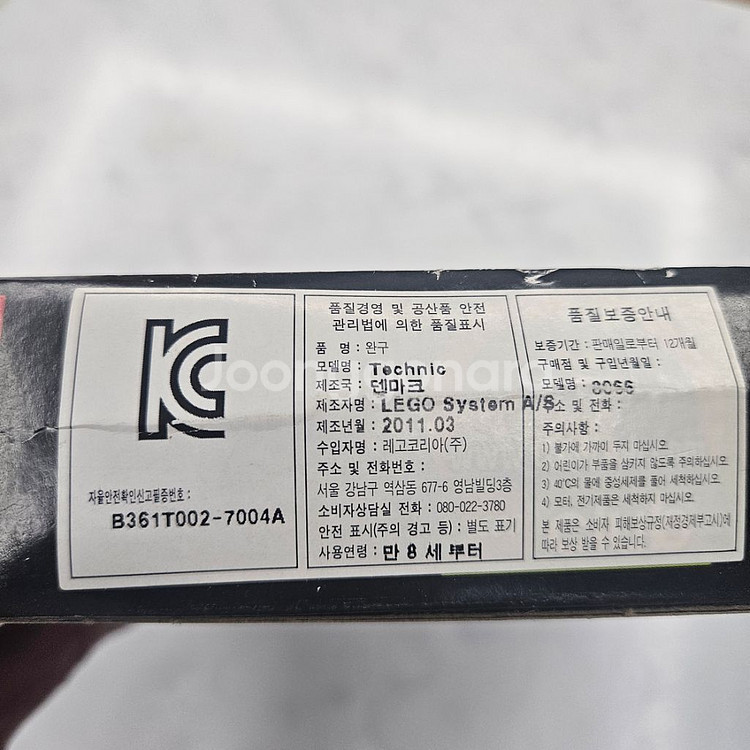 KC
자율안전확인신고필증번호 :
B361T002-7004A
품질경영 및 공산품 안전
관리법에 의한 품질표시
품 명 : 완구
모델명 : Technic
제조국 : 덴마크
제조자명 : LEGO System A/S
제조년월 : 2011.03
수입자명 : 레고코리아(주)
주소 및 전화번호 :
서울 강남구 역삼동 677-6 영남빌딩3층
소비자상담실 전화 : 080-022-3780
안전 표시(주의 경고 등) : 별도 표기
사용연령 : 만 8 세 부터
품질보증안내
보증기간 : 판매일로부터 12개월
구매점 및 구입년월일 :
모델명 : 8066
주소 및 전화 :
주의사항 :
1) 불가에 가까이 두지 마십시오.
2) 어린이가 부품을 삼키지 않도록 주의하십시오.
3) 40℃의 물에 중성세제를 풀어 세척하십시오.
4) 모터, 전기제품은 세척하지 마십시오.
본 제품은 소비자 피해보상규정(재정경제부고시)에
따라 보상 받을 수 있습니다.